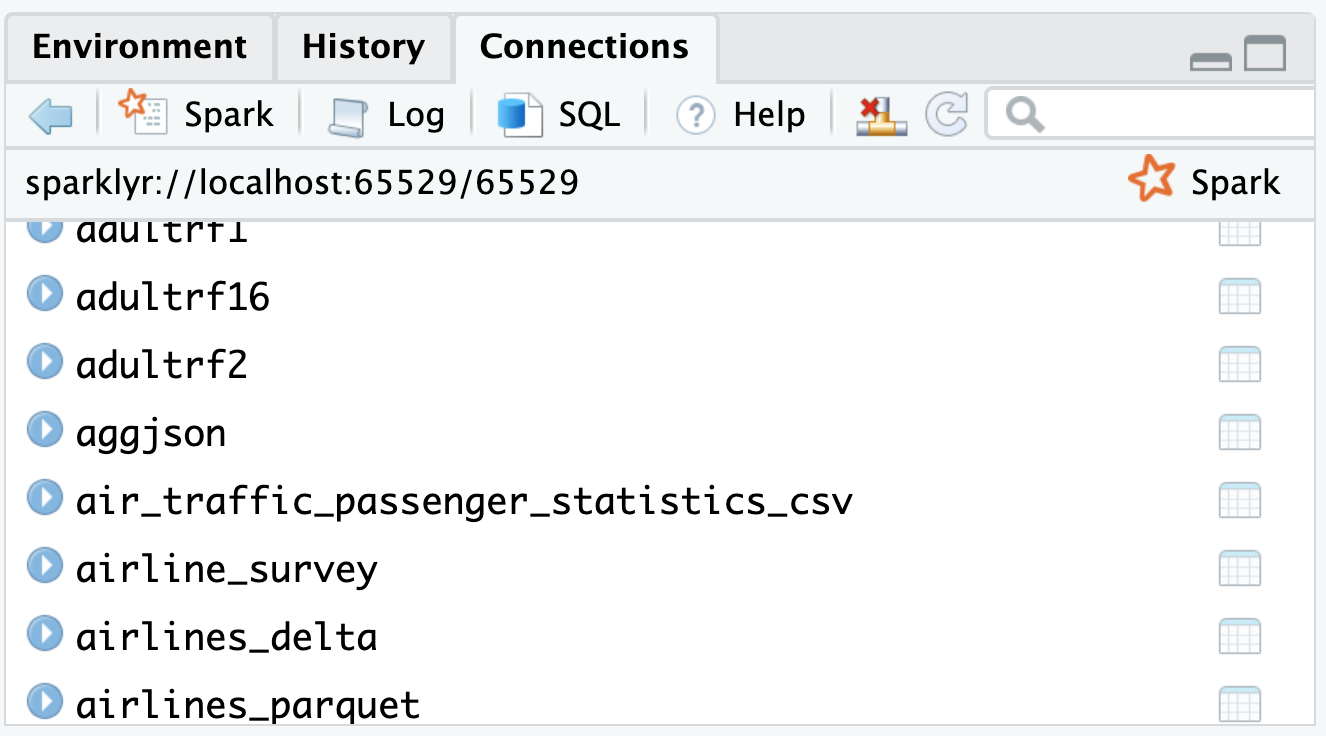 Environment History Connections
Spark Log SQL ? Help
sparklyr://localhost:65529/65529 Spark
adultrf1
adultrf16
adultrf2
aggjson
air_traffic_passenger_statistics_csv
airline_survey
airlines_delta
airlines_parquet